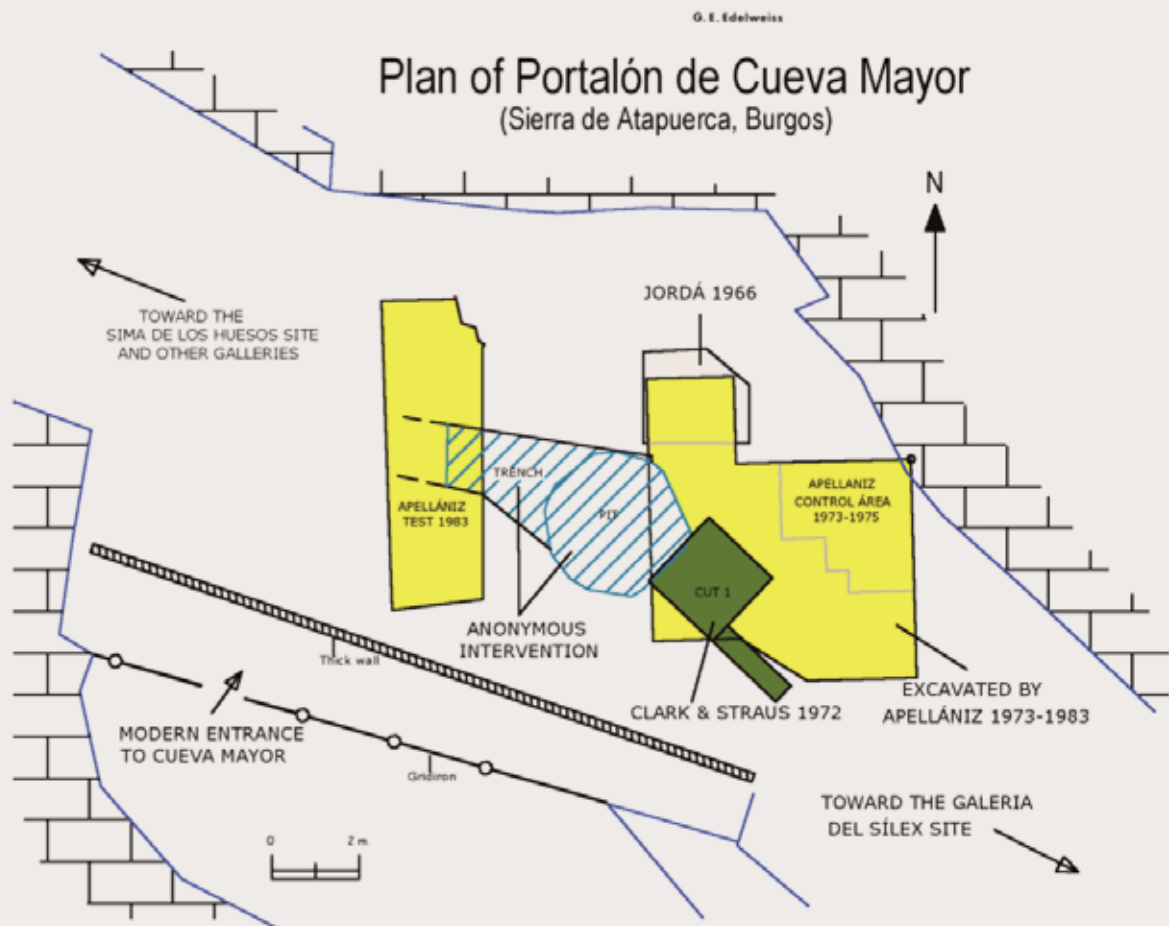 G. E. Edelweiss
Plan of Portalón de Cueva Mayor
(Sierra de Atapuerca, Burgos)
N
JORDÁ 1966
TOWARD THE
SIMA DE LOS HUESOS SITE
AND OTHER GALLERIES
TRENCH
APELLANIZ
CONTROL ÁREA
1973-1975
APELLÁNIZ
TEST 1983
PIT
CUT 1
ANONYMOUS
INTERVENTION
Thick wall
EXCAVATED BY
APELLÁNIZ 1973-1983
CLARK & STRAUS 1972
MODERN ENTRANCE
TO CUEVA MAYOR
Gridiron
TOWARD THE GALERIA
DEL SÍLEX SITE
0 2 m.